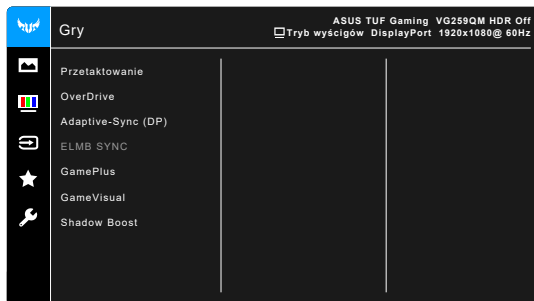 Gry
ASUS TUF Gaming VG259QM HDR Off
Tryb wyścigów DisplayPort 1920x1080@ 60Hz
Przetaktowanie
OverDrive
Adaptive-Sync (DP)
ELMB SYNC
GamePlus
GameVisual
Shadow Boost